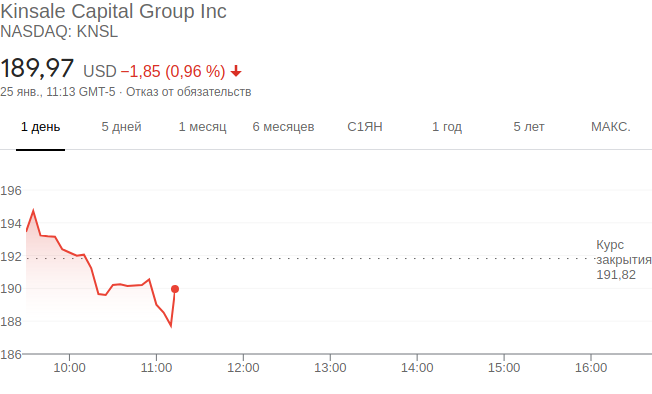 Kinsale Capital Group Inc
NASDAQ: KNSL
189,97 USD −1,85 (0,96 %)
25 янв., 11:13 GMT-5 · Отказ от обязательств
1 день 5 дней 1 месяц 6 месяцев С1ЯН 1 год 5 лет МАКС.
196
194
Курс
192 закрытия
191,82
190
188
186
10:00 11:00 12:00 13:00 14:00 15:00 16:00